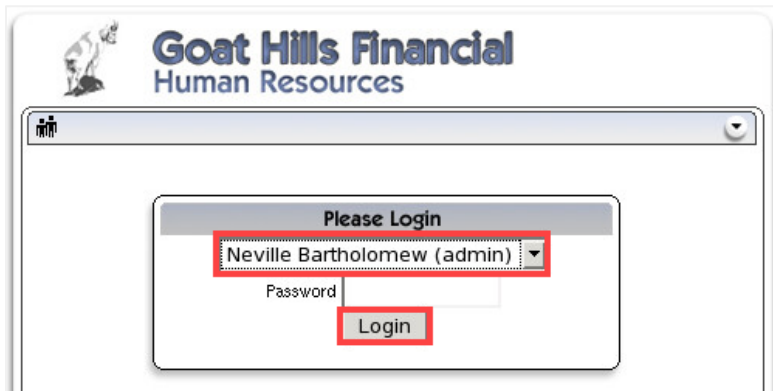 Goat Hills Financial
Human Resources
Please Login
Neville Bartholomew (admin)
Password
Login